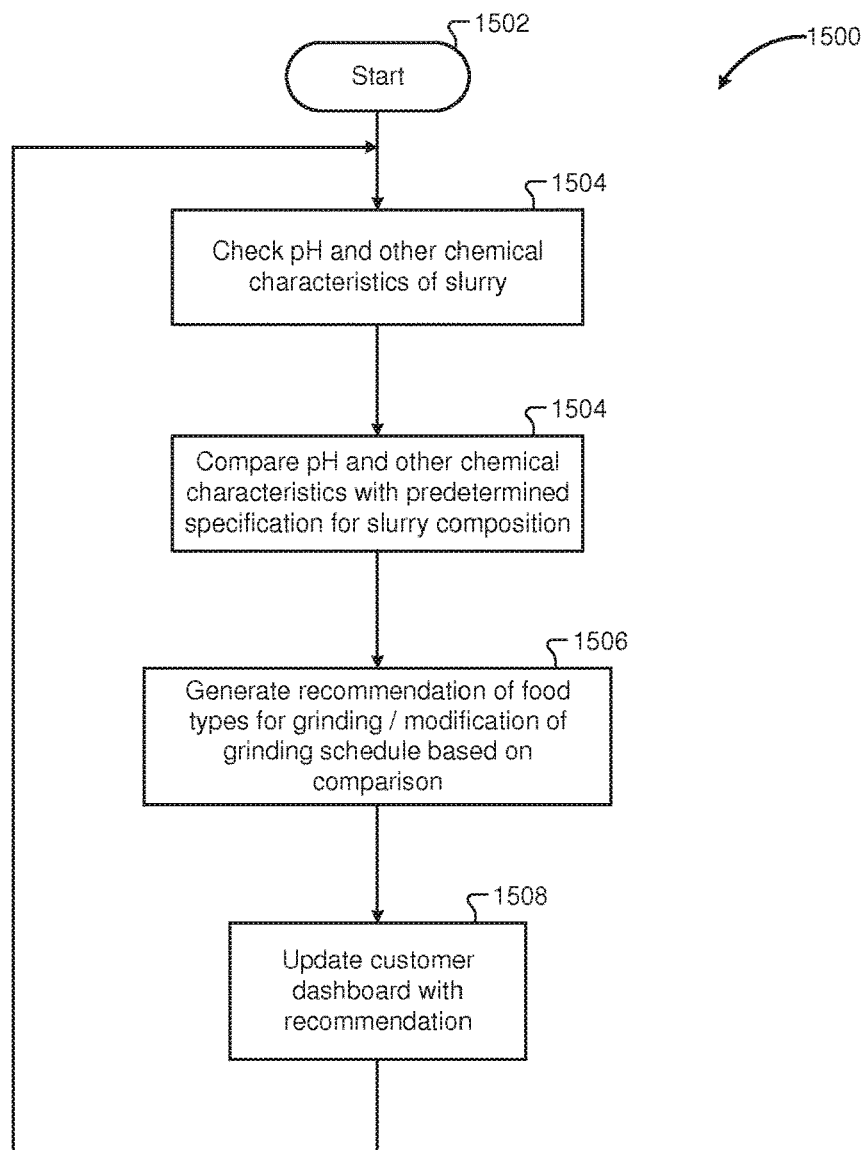 1502
1500
Start
1504
Check pH and other chemical
characteristics of slurry
1504
Compare pH and other chemical
characteristics with predetermined
specification for slurry composition
1506
Generate recommendation of food
types for grinding / modification of
grinding schedule based on
comparison
1508
Update customer
dashboard with
recommendation